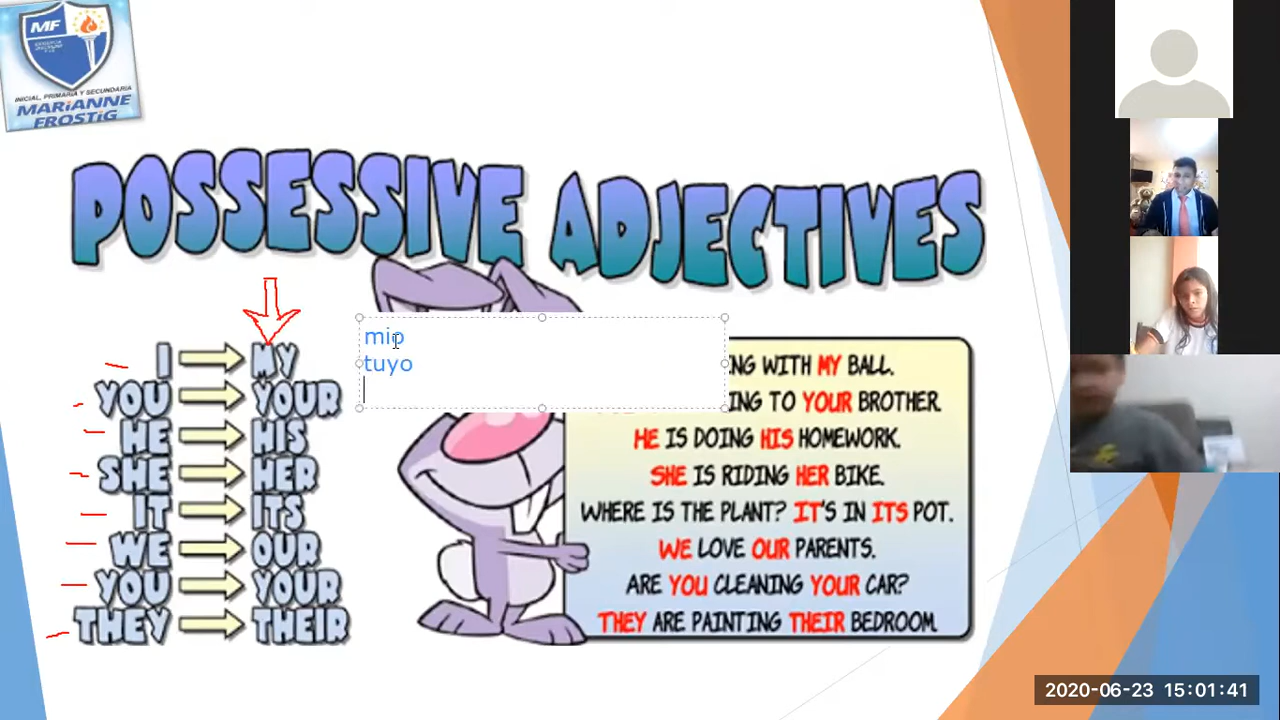 MF
INICIAL, PRIMARIA Y SECUNDARIA
MARIANNE
FROSTIG
POSSESSIVE ADJECTIVES
mip
tuyo
I MY
YOU YOUR
HE HIS
SHE HER
IT ITS
WE OUR
YOU YOUR
THEY THEIR
NG WITH MY BALL.
ING TO YOUR BROTHER.
HE IS DOING HIS HOMEWORK.
SHE IS RIDING HER BIKE.
WHERE IS THE PLANT? IT'S IN ITS POT.
WE LOVE OUR PARENTS.
ARE YOU CLEANING YOUR CAR?
THEY ARE PAINTING THEIR BEDROOM.
2020-06-23 15:01:41